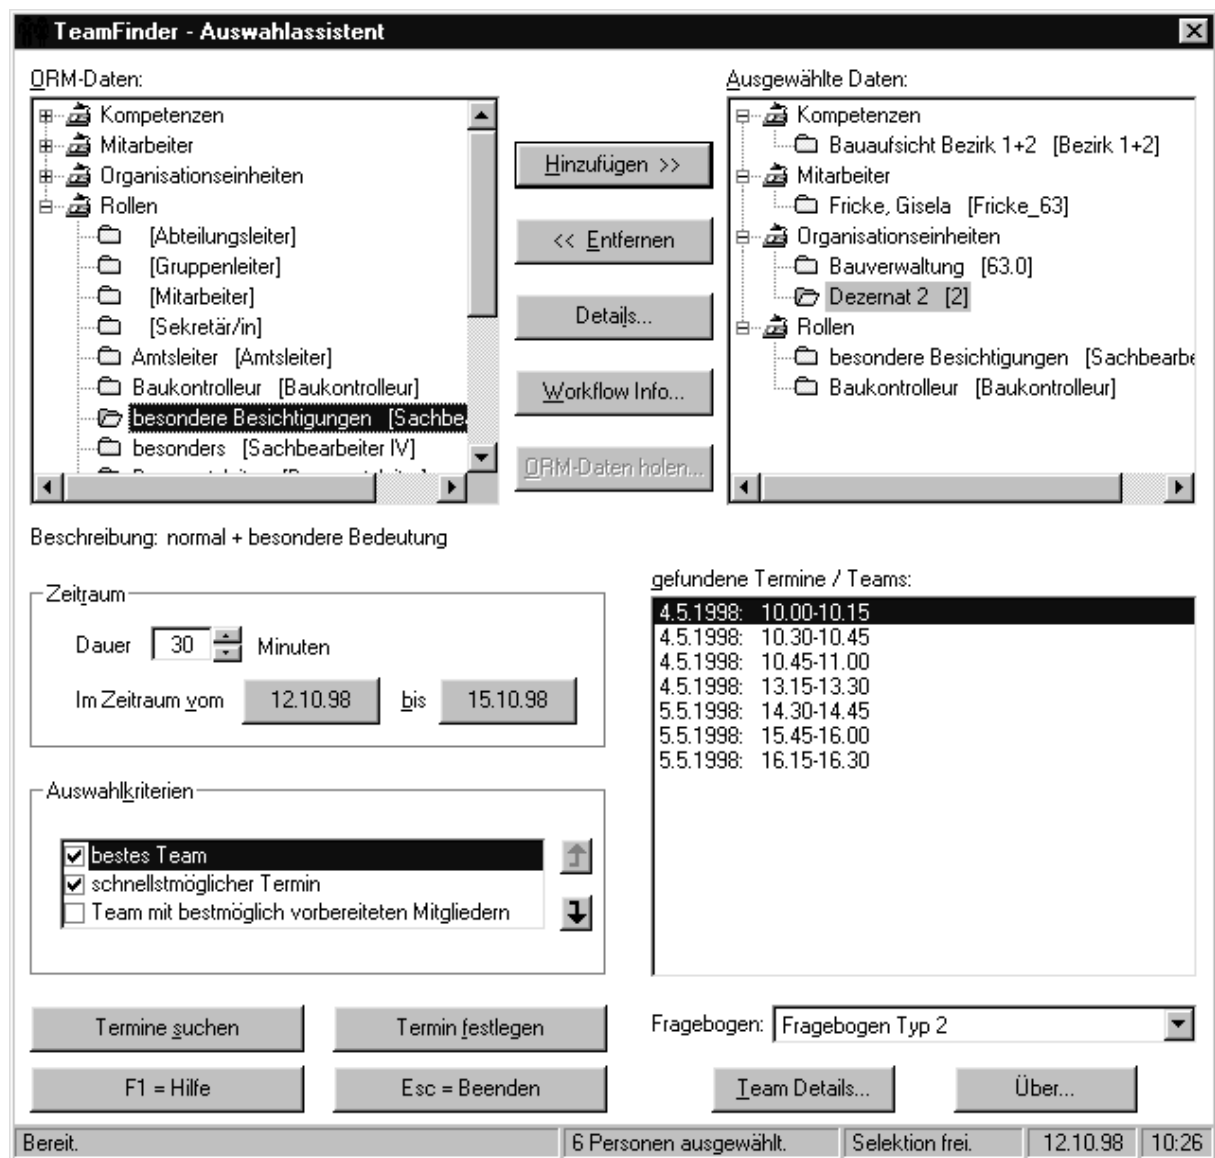 TeamFinder - Auswahlassistent
ORM-Daten:
Kompetenzen
Mitarbeiter
Organisationseinheiten
Rollen
[Abteilungsleiter]
[Gruppenleiter]
[Mitarbeiter]
[Sekretär/in]
Amtsleiter [Amtsleiter]
Baukontrolleur [Baukontrolleur]
besondere Besichtigungen [Sachbea
besonders [Sachbearbeiter IV]
Hinzufügen >>
<< Entfernen
Details...
Workflow Info...
ORM-Daten holen...
Ausgewählte Daten:
Kompetenzen
Bauaufsicht Bezirk 1+2 [Bezirk 1+2]
Mitarbeiter
Fricke, Gisela [Fricke_63]
Organisationseinheiten
Bauverwaltung [63.0]
Dezernat 2 [2]
Rollen
besondere Besichtigungen [Sachbearbe
Baukontrolleur [Baukontrolleur]
Beschreibung: normal + besondere Bedeutung
Zeitraum
Dauer 30 Minuten
Im Zeitraum vom 12.10.98 bis 15.10.98
Auswahlkriterien
bestes Team
schnellstmöglicher Termin
Team mit bestmöglich vorbereiteten Mitgliedern
gefundene Termine / Teams:
4.5.1998: 10.00-10.15
4.5.1998: 10.30-10.45
4.5.1998: 10.45-11.00
4.5.1998: 13.15-13.30
5.5.1998: 14.30-14.45
5.5.1998: 15.45-16.00
5.5.1998: 16.15-16.30
Termine suchen
Termin festlegen
Fragebogen: Fragebogen Typ 2
F1 = Hilfe
Esc = Beenden
Team Details...
Über...
Bereit.
6 Personen ausgewählt.
Selektion frei.
12.10.98
10:26